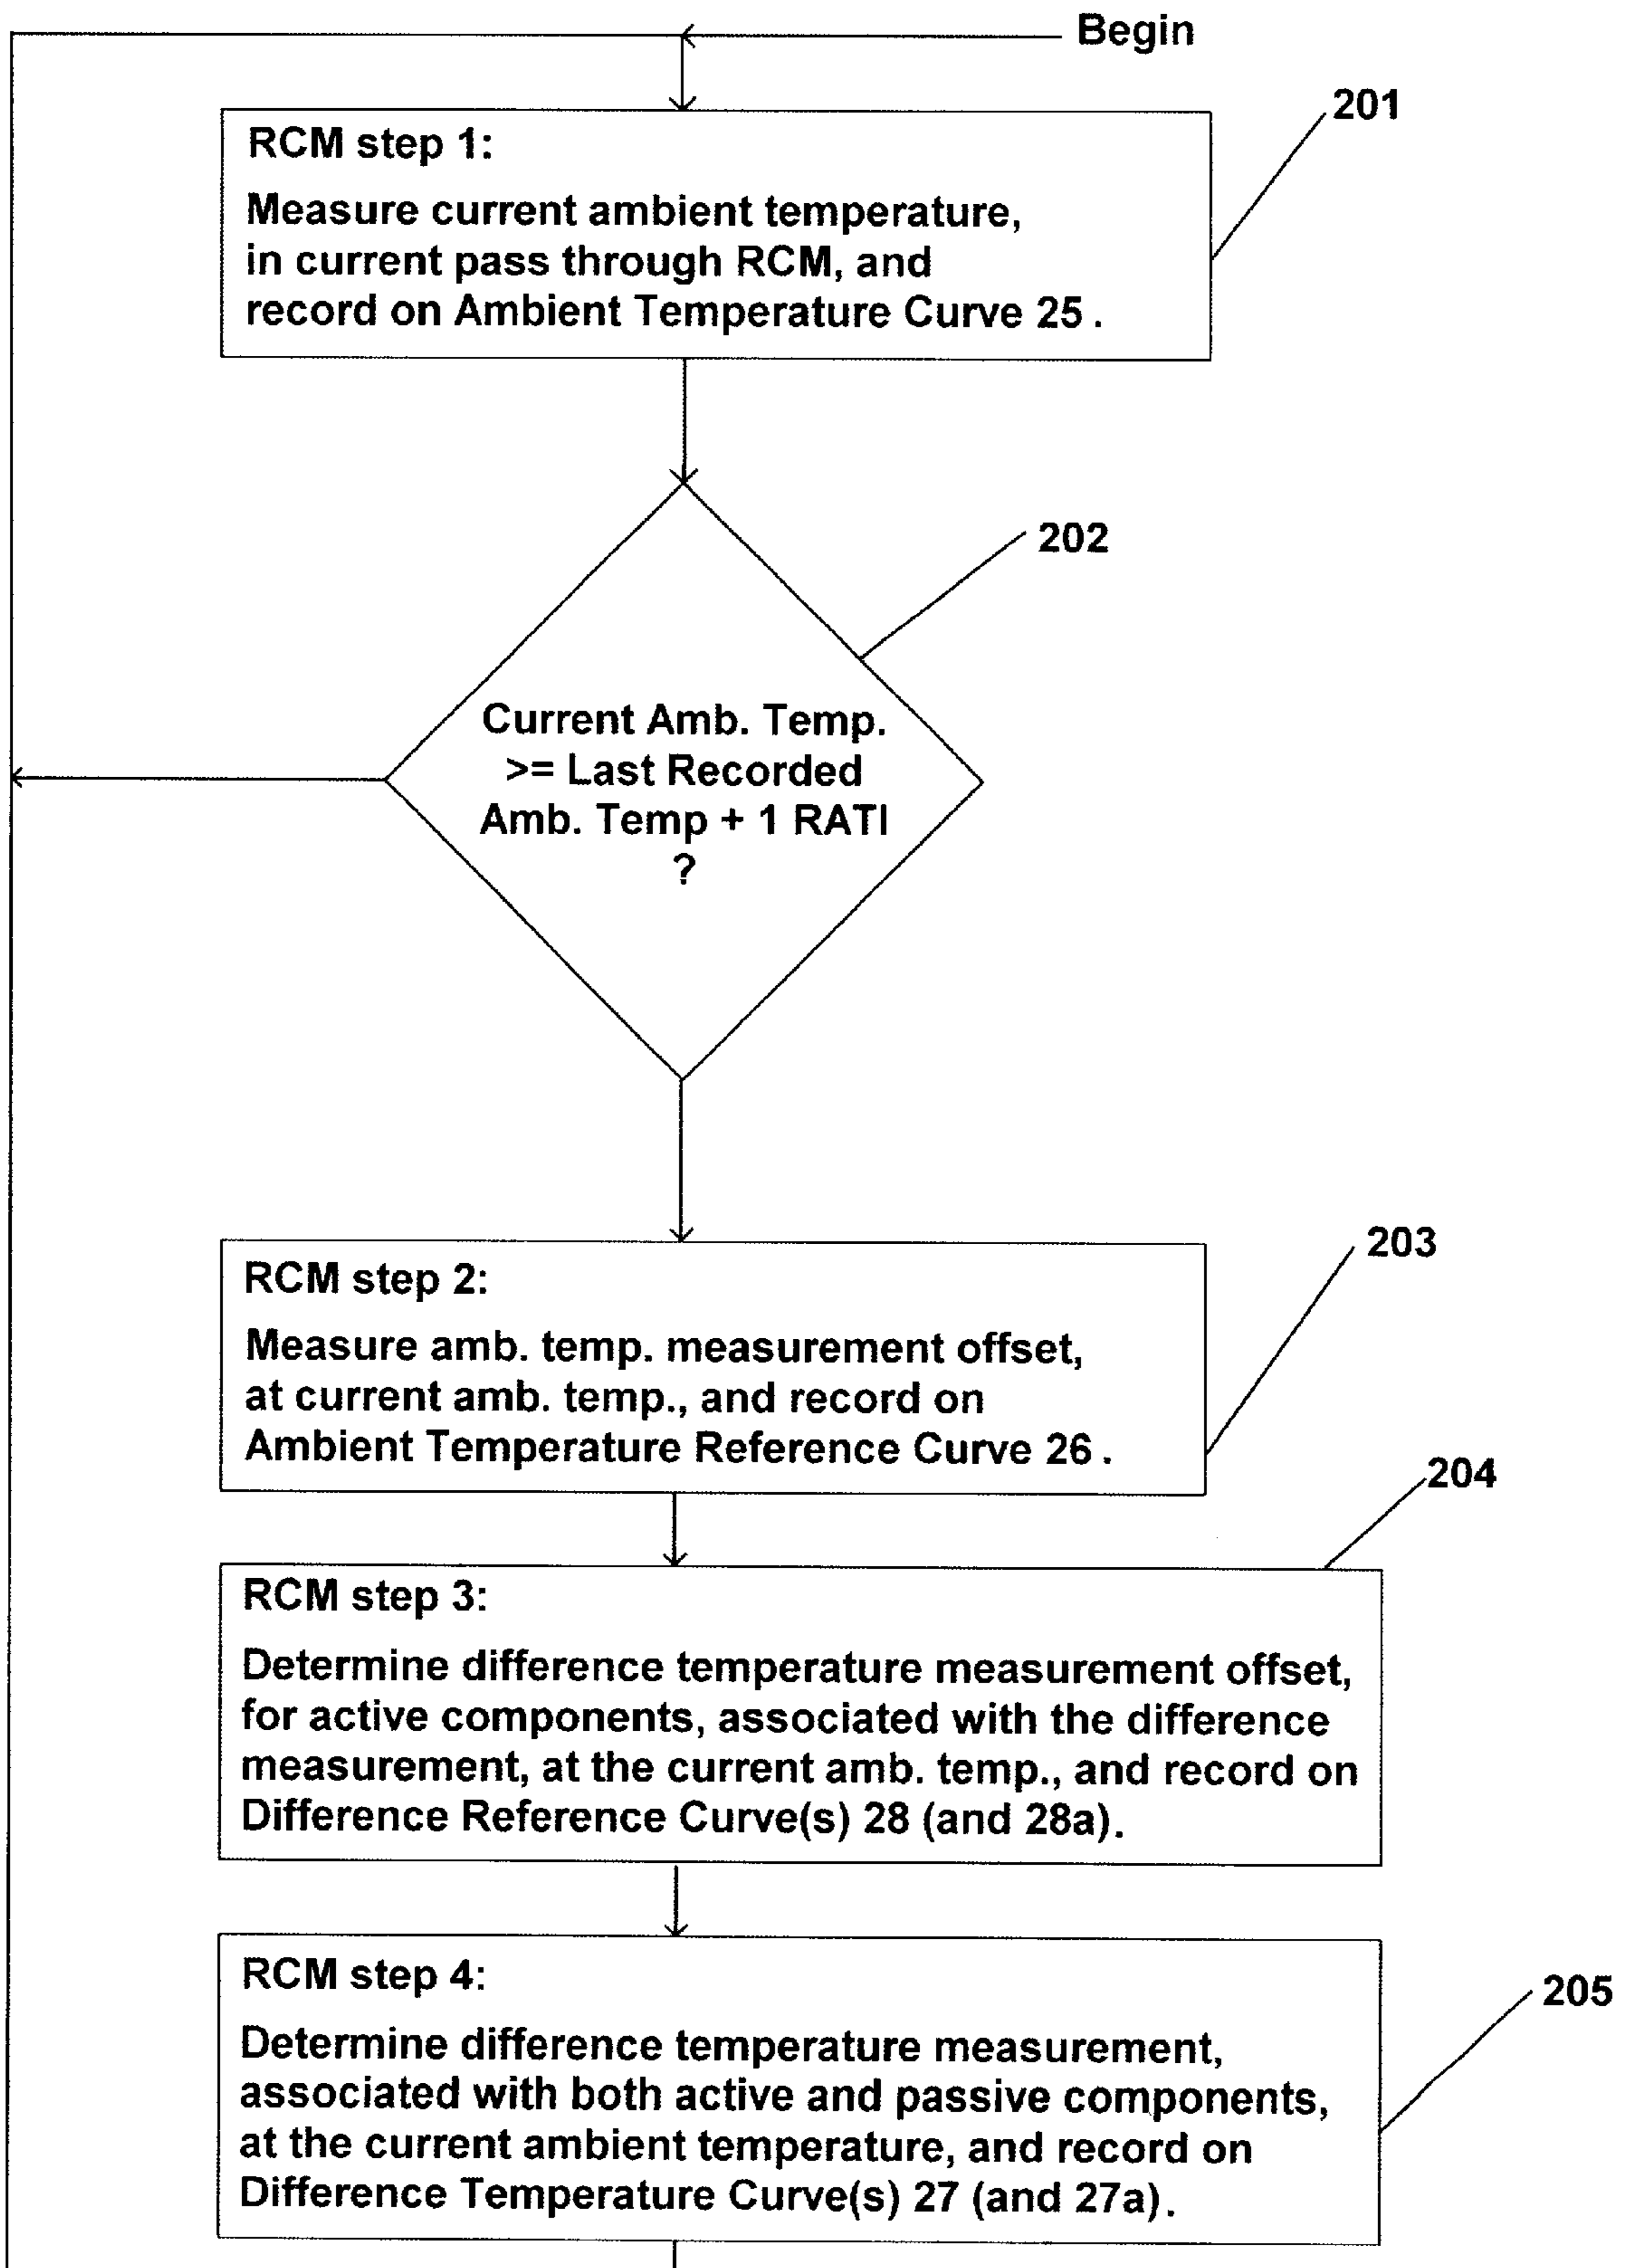 Begin
201
RCM step 1:
Measure current ambient temperature,
in current pass through RCM, and
record on Ambient Temperature Curve 25 .
202
Current Amb. Temp.
>= Last Recorded
Amb. Temp + 1 RATI
?
203
RCM step 2:
Measure amb. temp. measurement offset,
at current amb. temp., and record on
Ambient Temperature Reference Curve 26 .
204
RCM step 3:
Determine difference temperature measurement offset,
for active components, associated with the difference
measurement, at the current amb. temp., and record on
Difference Reference Curve(s) 28 (and 28a).
205
RCM step 4:
Determine difference temperature measurement,
associated with both active and passive components,
at the current ambient temperature, and record on
Difference Temperature Curve(s) 27 (and 27a).